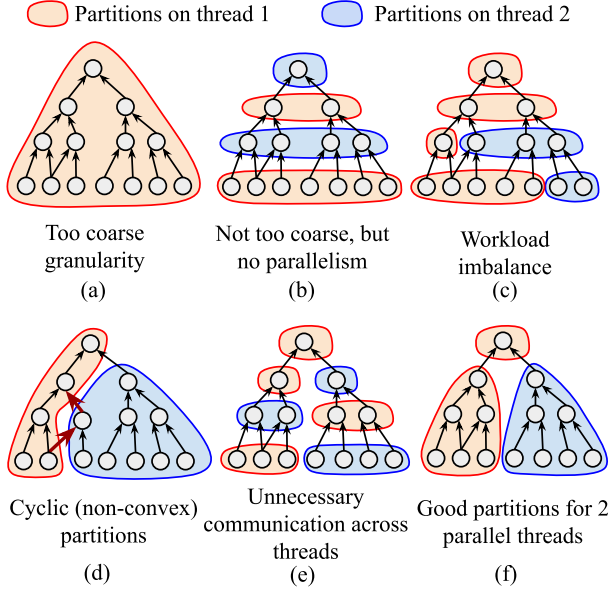 Partitions on thread 1
Partitions on thread 2
Too coarse
granularity
(a)
Not too coarse, but
no parallelism
(b)
Workload
imbalance
(c)
Cyclic (non-convex)
partitions
(d)
Unnecessary
communication across
threads
(e)
Good partitions for 2
parallel threads
(f)